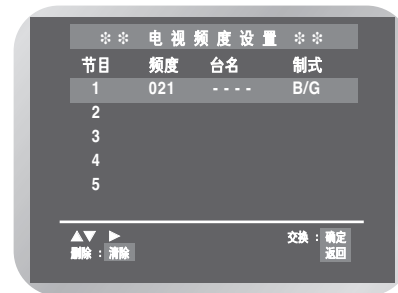 ※※ 电视频度设置 ※※
节目 频度 台名 制式
1 021 - - - - B/G
2
3
4
5
▲▼ ▶ 交换 : 确定
删除 : 清除 返回